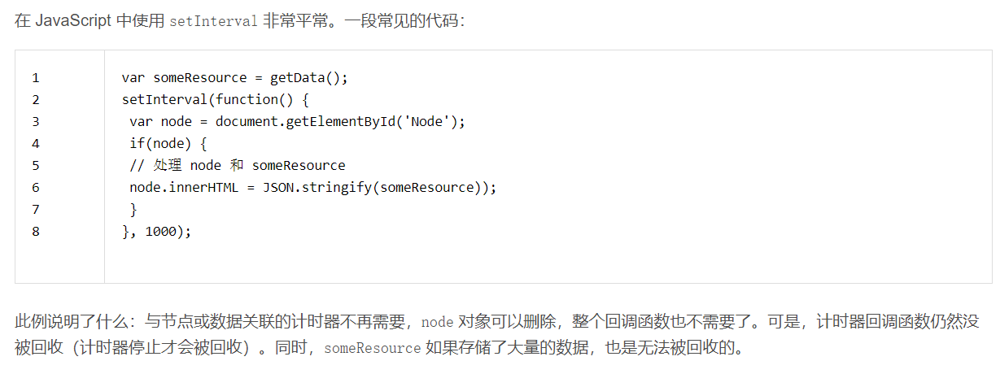 在 JavaScript 中使用 setInterval 非常平常。一段常见的代码：
1 var someResource = getData();
2 setInterval(function() {
3 var node = document.getElementById('Node');
4 if(node) {
5 // 处理 node 和 someResource
6 node.innerHTML = JSON.stringify(someResource));
7 }
8 }, 1000);
此例说明了什么：与节点或数据关联的计时器不再需要，node 对象可以删除，整个回调函数也不需要了。可是，计时器回调函数仍然没
被回收（计时器停止才会被回收）。同时，someResource 如果存储了大量的数据，也是无法被回收的。